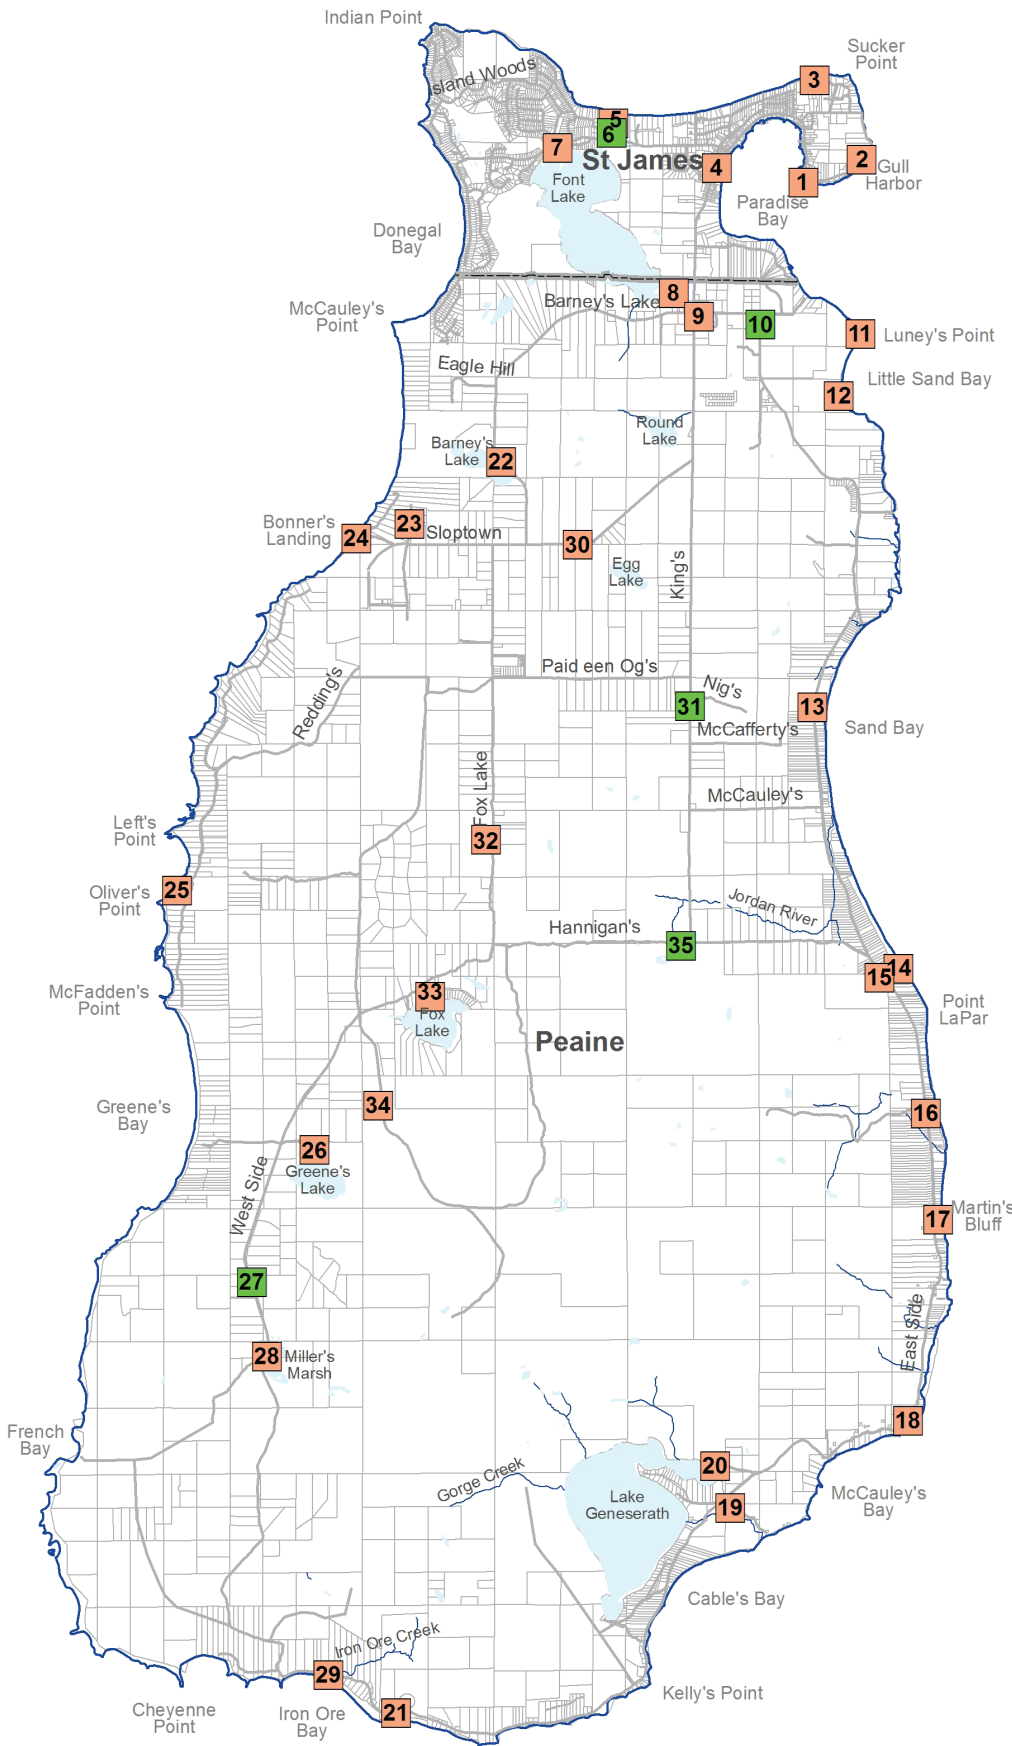 Indian Point
Sucker
Point
Island Woods
3
5
6
7
St James
4
2
Gull
Harbor
1
Font
Lake
Paradise
Bay
Donegal
Bay
8
Barney's Lake
McCauley's
Point
9
10
11
Luney's Point
Eagle Hill
Little Sand Bay
12
Round
Lake
Barney's
Lake
22
Bonner's
Landing
23
24
Sloptown
30
Egg
Lake
King's
Paid een Og's
Nig's
Redding's
31
13
McCafferty's
Sand Bay
Fox Lake
McCauley's
Left's
Point
32
25
Oliver's
Point
Jordan River
Hannigan's
35
14
15
McFadden's
Point
33
Fox
Lake
Point
LaPar
Peaine
Greene's
Bay
34
16
26
Greene's
Lake
West Side
17
Martin's
Bluff
27
East Side
28
Miller's
Marsh
18
French
Bay
20
Gorge Creek
Lake
Geneserath
19
McCauley's
Bay
Cable's Bay
Iron Ore Creek
29
Kelly's Point
21
Cheyenne
Point
Iron Ore
Bay